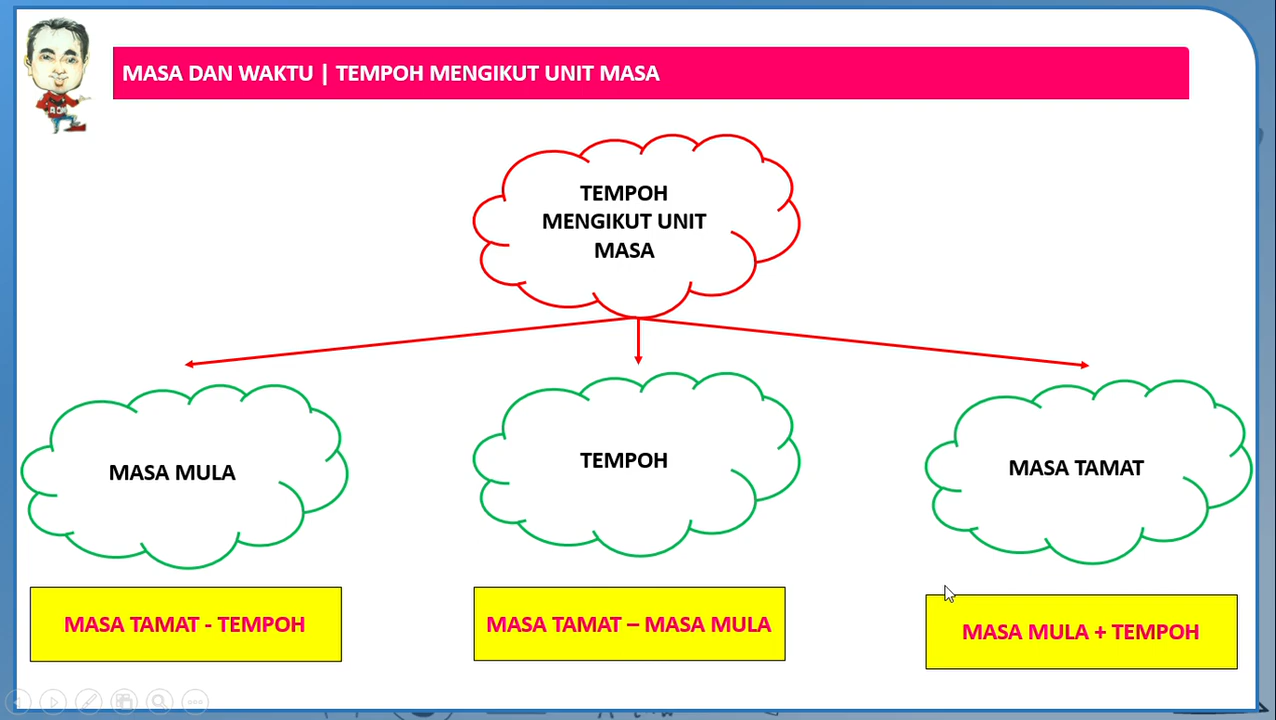 MASA DAN WAKTU | TEMPOH MENGIKUT UNIT MASA
TEMPOH
MENGIKUT UNIT
MASA
MASA MULA
TEMPOH
MASA TAMAT
MASA TAMAT - TEMPOH
MASA TAMAT – MASA MULA
MASA MULA + TEMPOH